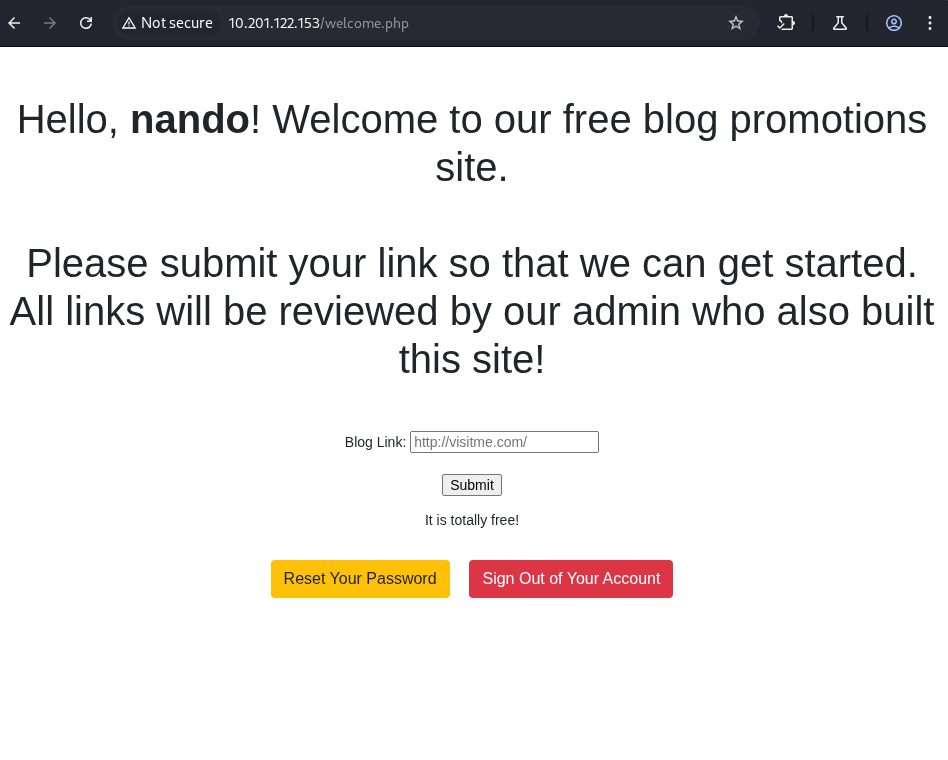 Not secure 10.201.122.153/welcome.php
Hello, nando! Welcome to our free blog promotions
site.
Please submit your link so that we can get started.
All links will be reviewed by our admin who also built
this site!
Blog Link: http://visitme.com/
Submit
It is totally free!
Reset Your Password Sign Out of Your Account